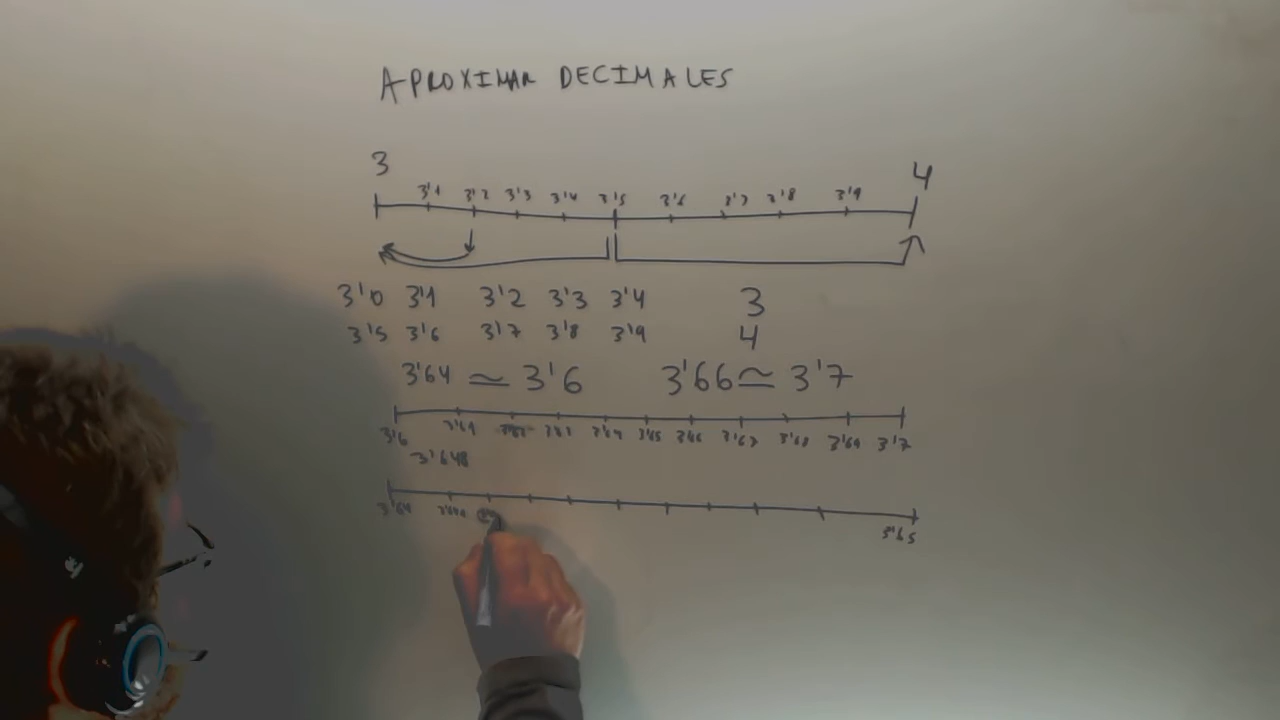 APROXIMAR DECIMALES
3 4
3'1 3'2 3'3 3'4 3'5 3'6 3'7 3'8 3'9
3'0 3'1 3'2 3'3 3'4 3
3'5 3'6 3'7 3'8 3'9 4
3'64 ≃ 3'6 3'66 ≃ 3'7
3'6 3'61 3'64 3'65 3'66 3'67 3'68 3'69 3'7
3'648
3'64 3'641 3'65